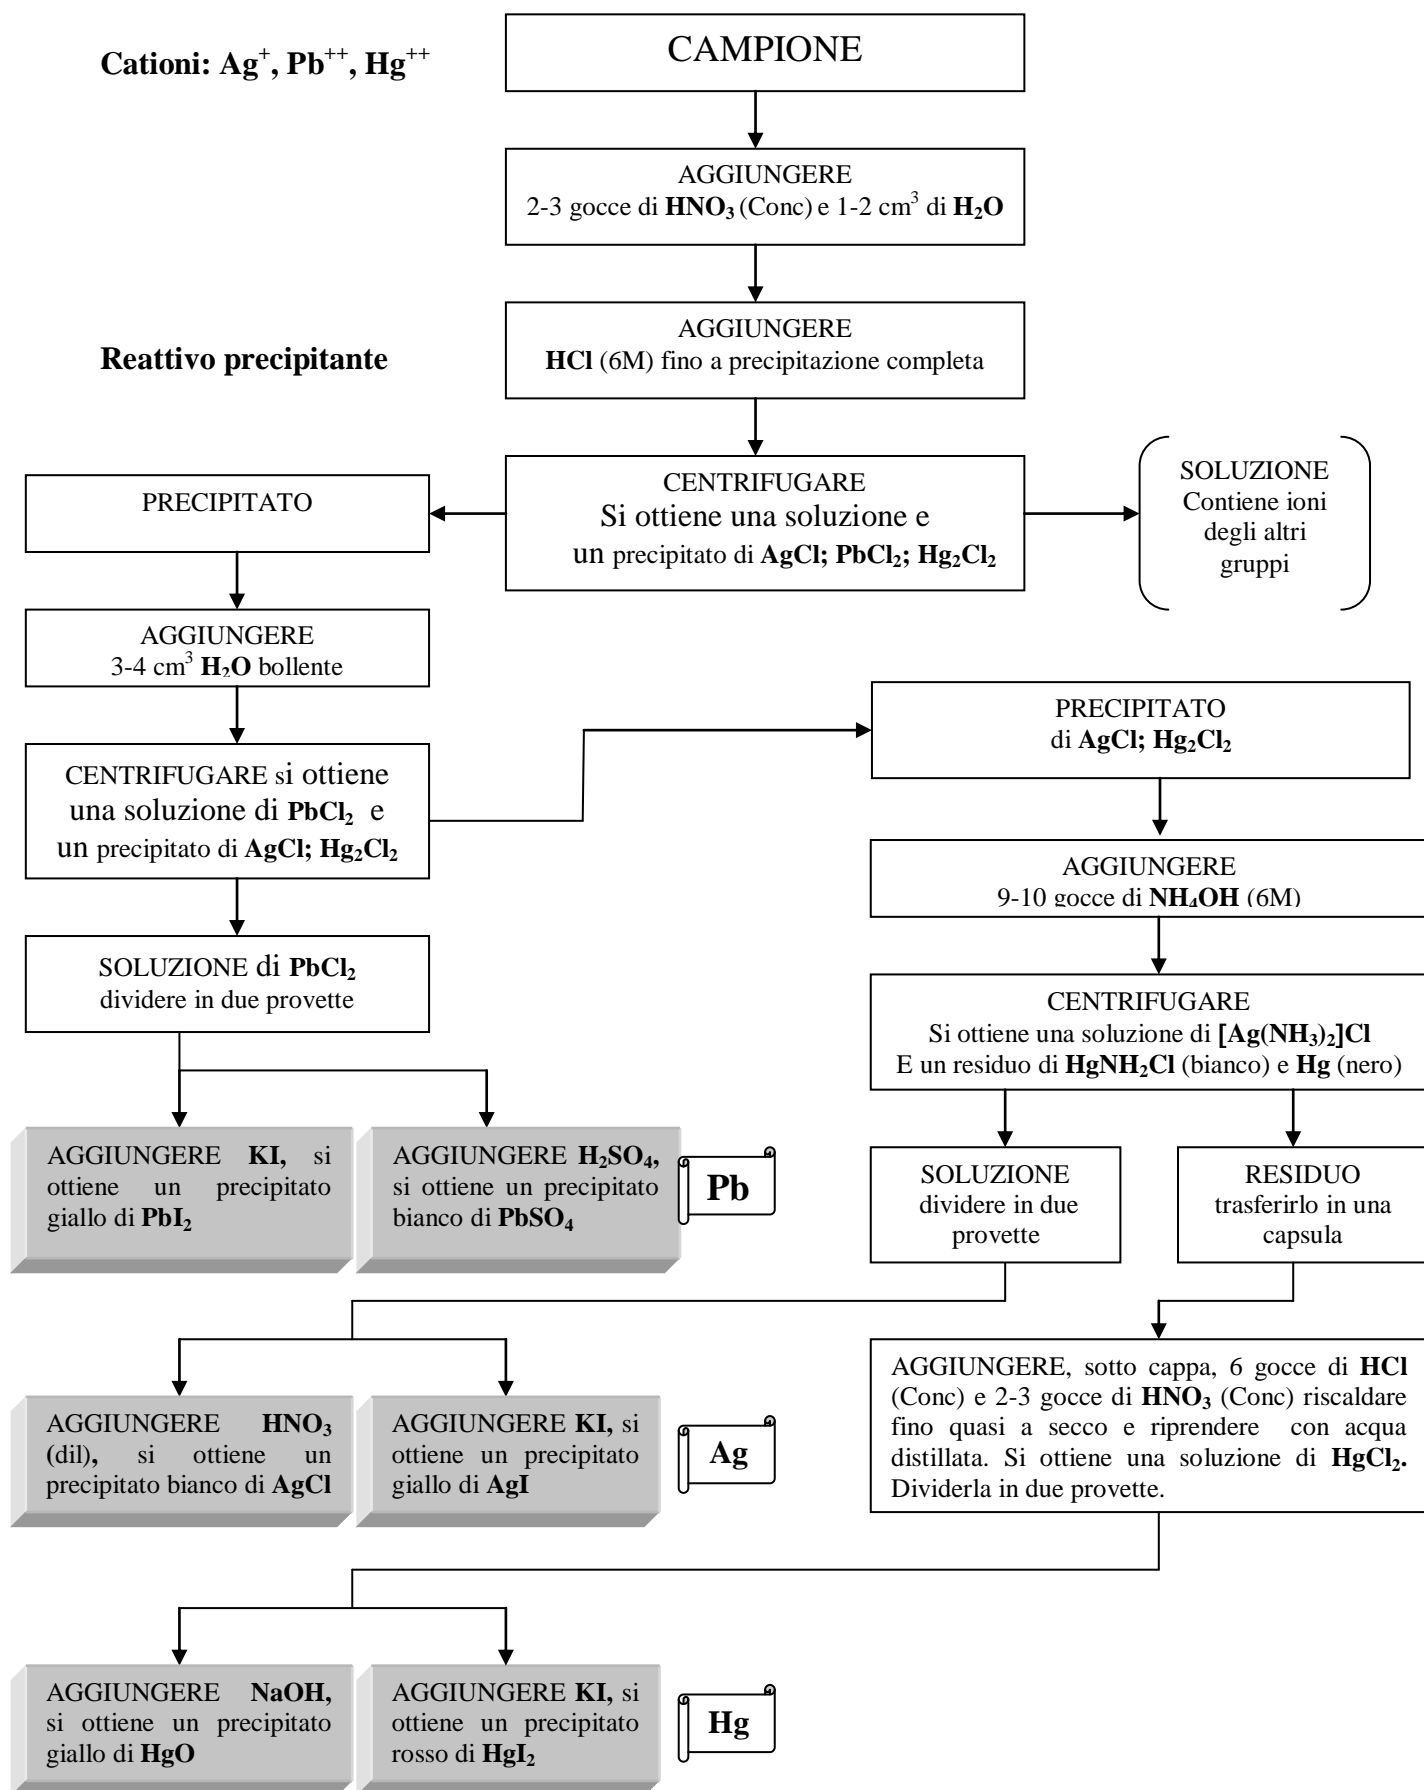 CAMPIONE
Cationi: Ag⁺, Pb⁺⁺, Hg⁺⁺
AGGIUNGERE
2-3 gocce di HNO₃ (Conc) e 1-2 cm³ di H₂O
AGGIUNGERE
HCl (6M) fino a precipitazione completa
Reattivo precipitante
CENTRIFUGARE
Si ottiene una soluzione e
un precipitato di AgCl; PbCl₂; Hg₂Cl₂
SOLUZIONE
Contiene ioni
degli altri
gruppi
PRECIPITATO
AGGIUNGERE
3-4 cm³ H₂O bollente
CENTRIFUGARE si ottiene
una soluzione di PbCl₂ e
un precipitato di AgCl; Hg₂Cl₂
PRECIPITATO
di AgCl; Hg₂Cl₂
AGGIUNGERE
9-10 gocce di NH₄OH (6M)
SOLUZIONE di PbCl₂
dividere in due provette
CENTRIFUGARE
Si ottiene una soluzione di [Ag(NH₃)₂]Cl
E un residuo di HgNH₂Cl (bianco) e Hg (nero)
AGGIUNGERE KI, si
ottiene un precipitato
giallo di PbI₂
AGGIUNGERE H₂SO₄,
si ottiene un precipitato
bianco di PbSO₄
Pb
SOLUZIONE
dividere in due
provette
RESIDUO
trasferirlo in una
capsula
AGGIUNGERE HNO₃
(dil), si ottiene un
precipitato bianco di AgCl
AGGIUNGERE KI, si
ottiene un precipitato
giallo di AgI
Ag
AGGIUNGERE, sotto cappa, 6 gocce di HCl
(Conc) e 2-3 gocce di HNO₃ (Conc) riscaldare
fino quasi a secco e riprendere con acqua
distillata. Si ottiene una soluzione di HgCl₂.
Dividerla in due provette.
AGGIUNGERE NaOH,
si ottiene un precipitato
giallo di HgO
AGGIUNGERE KI, si
ottiene un precipitato
rosso di HgI₂
Hg